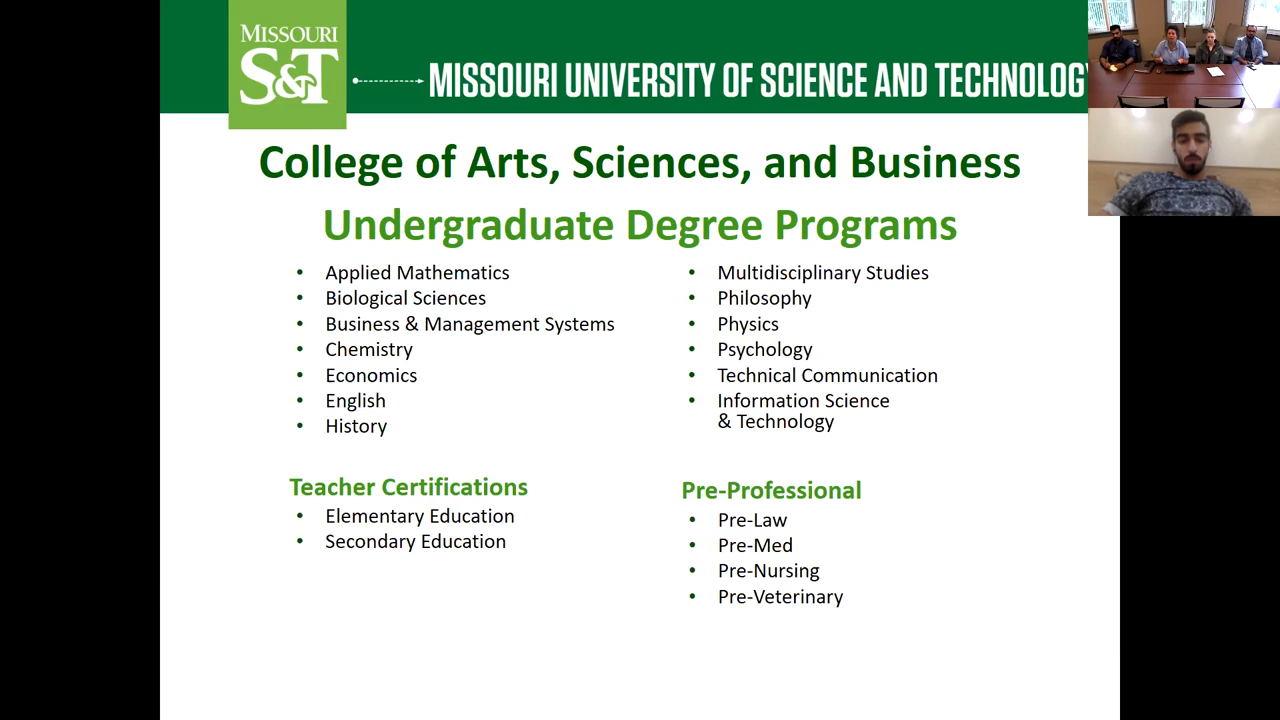 MISSOURI
S&T
MISSOURI UNIVERSITY OF SCIENCE AND TECHNOLOGY
College of Arts, Sciences, and Business
Undergraduate Degree Programs
• Applied Mathematics
• Biological Sciences
• Business & Management Systems
• Chemistry
• Economics
• English
• History
• Multidisciplinary Studies
• Philosophy
• Physics
• Psychology
• Technical Communication
• Information Science
& Technology
Teacher Certifications
• Elementary Education
• Secondary Education
Pre-Professional
• Pre-Law
• Pre-Med
• Pre-Nursing
• Pre-Veterinary